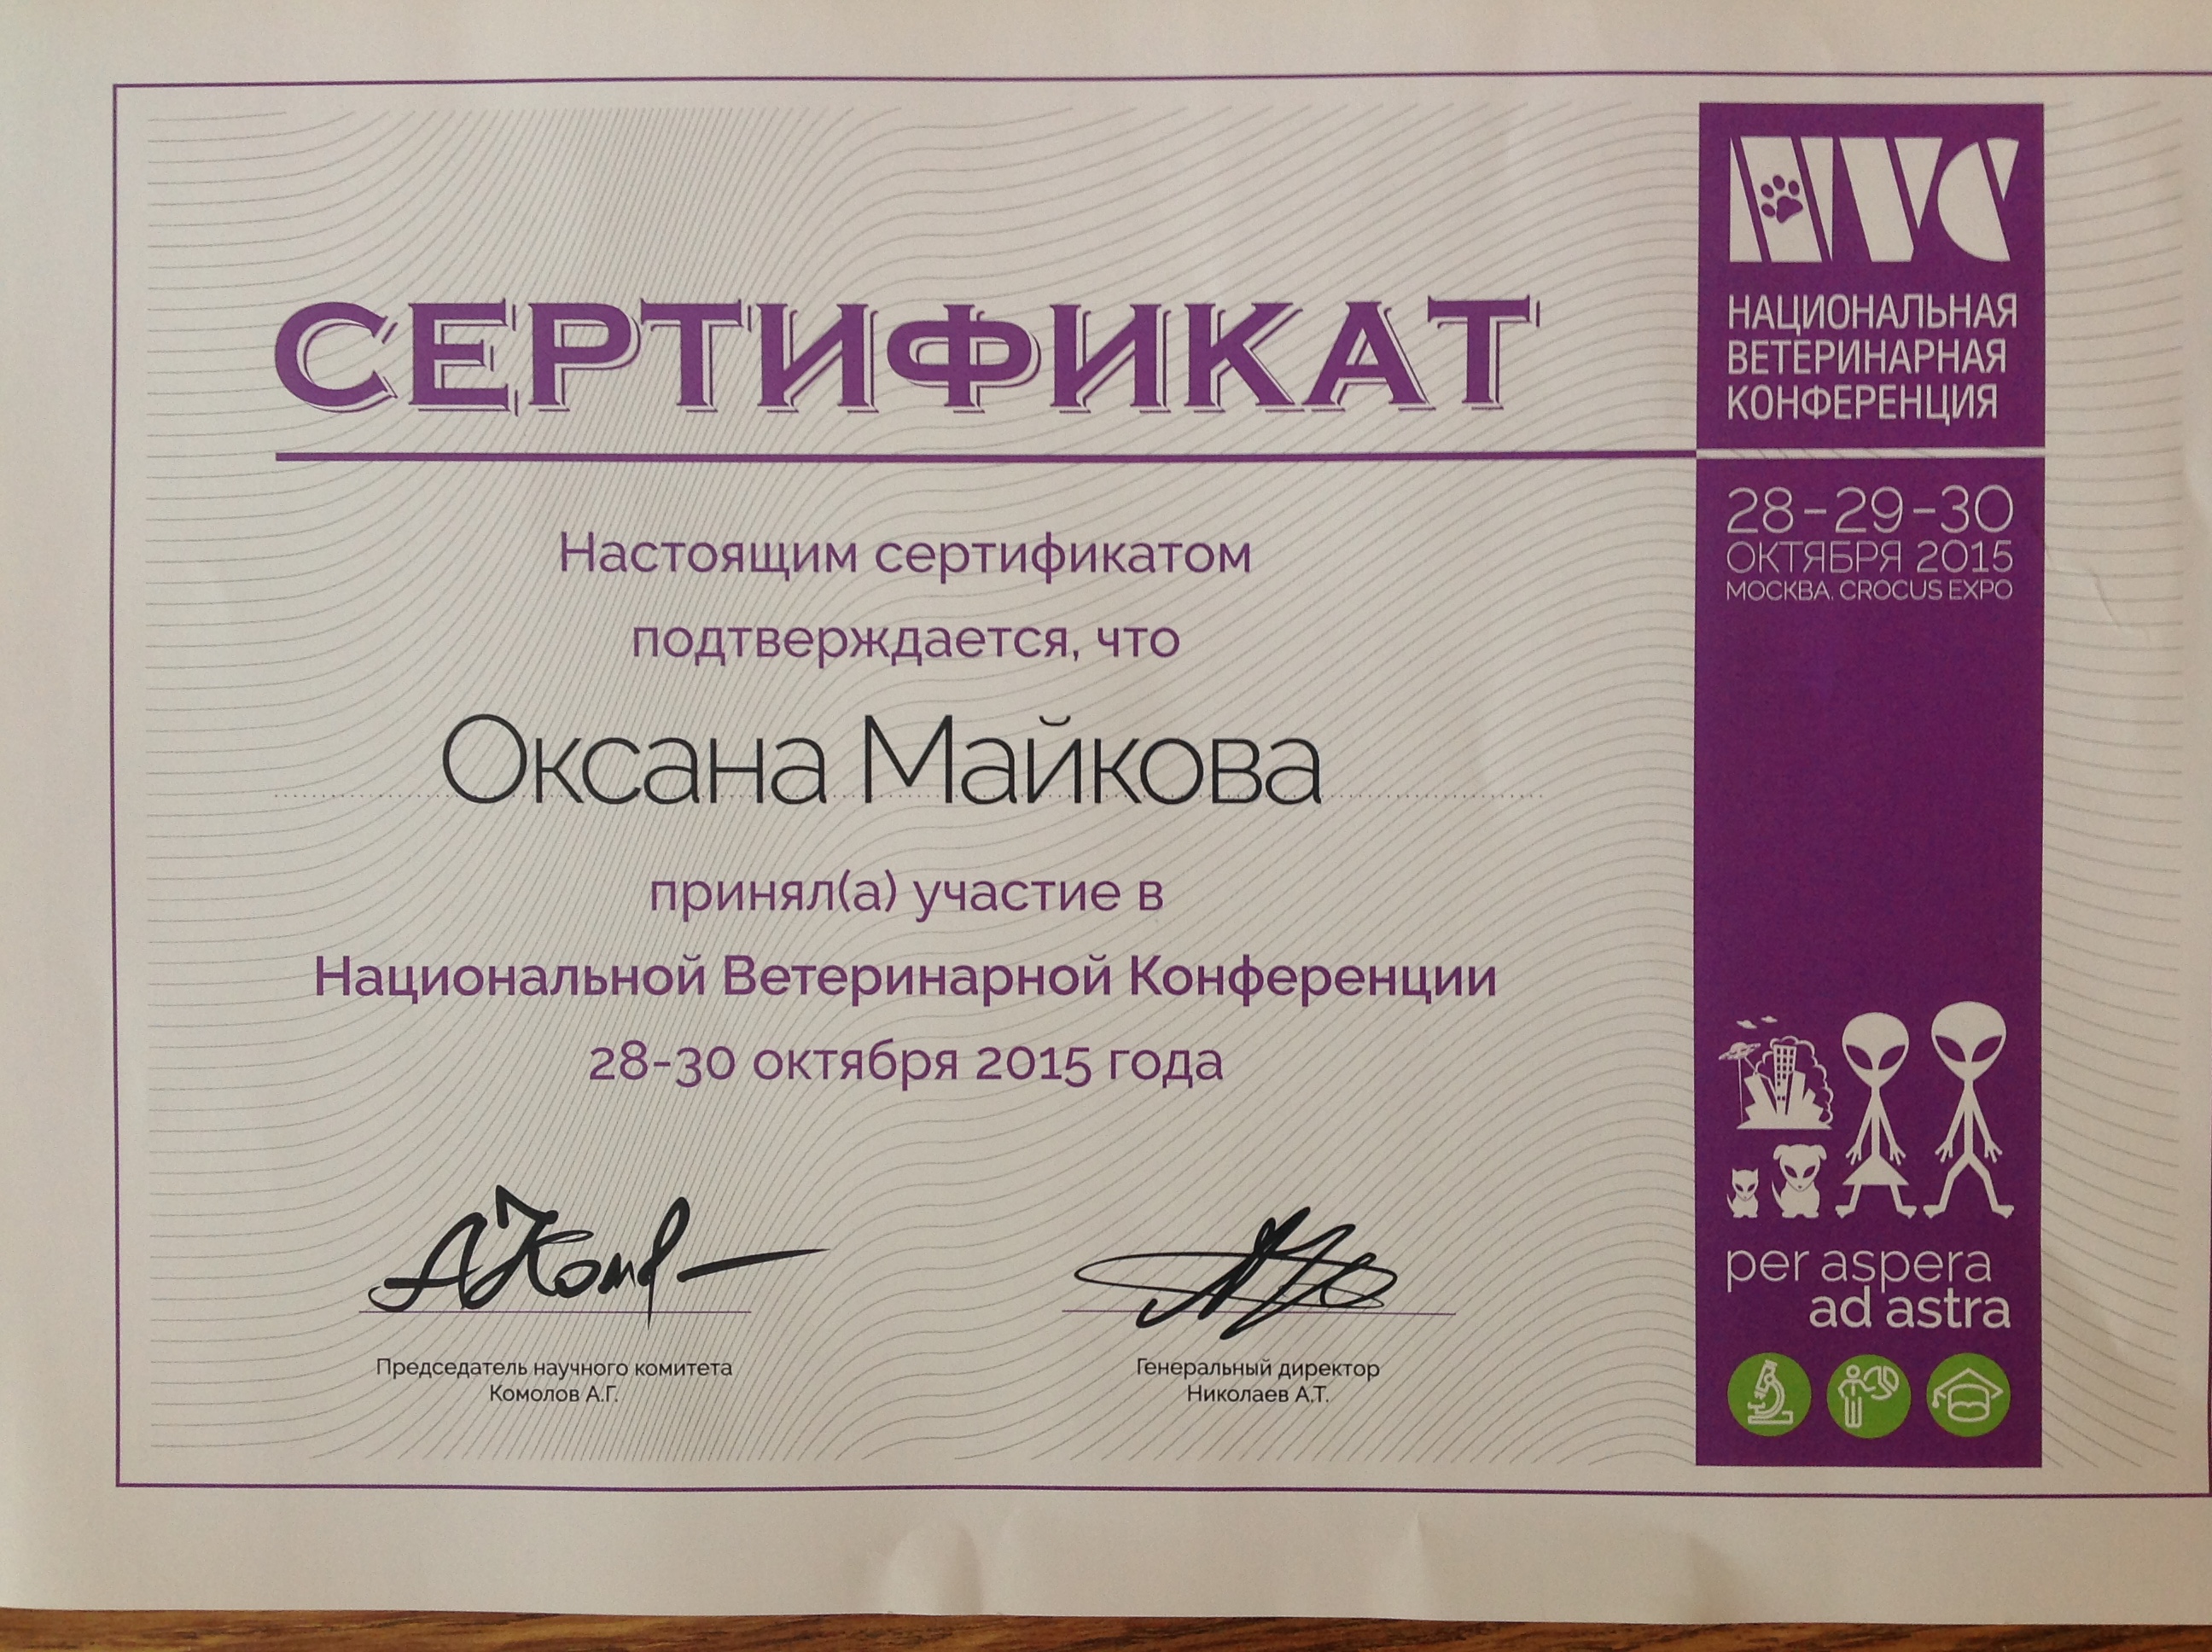 СЕРТИФИКАТ
Настоящим сертификатом
подтверждается, что
Оксана Майкова
принял(а) участие в
Национальной Ветеринарной Конференции
28-30 октября 2015 года
Председатель научного комитета
Комолов А.Г.
Генеральный директор
Николаев А.Т.
NVC
НАЦИОНАЛЬНАЯ
ВЕТЕРИНАРНАЯ
КОНФЕРЕНЦИЯ
28-29-30
ОКТЯБРЯ 2015
МОСКВА. CROCUS EXPO
per aspera
ad astra